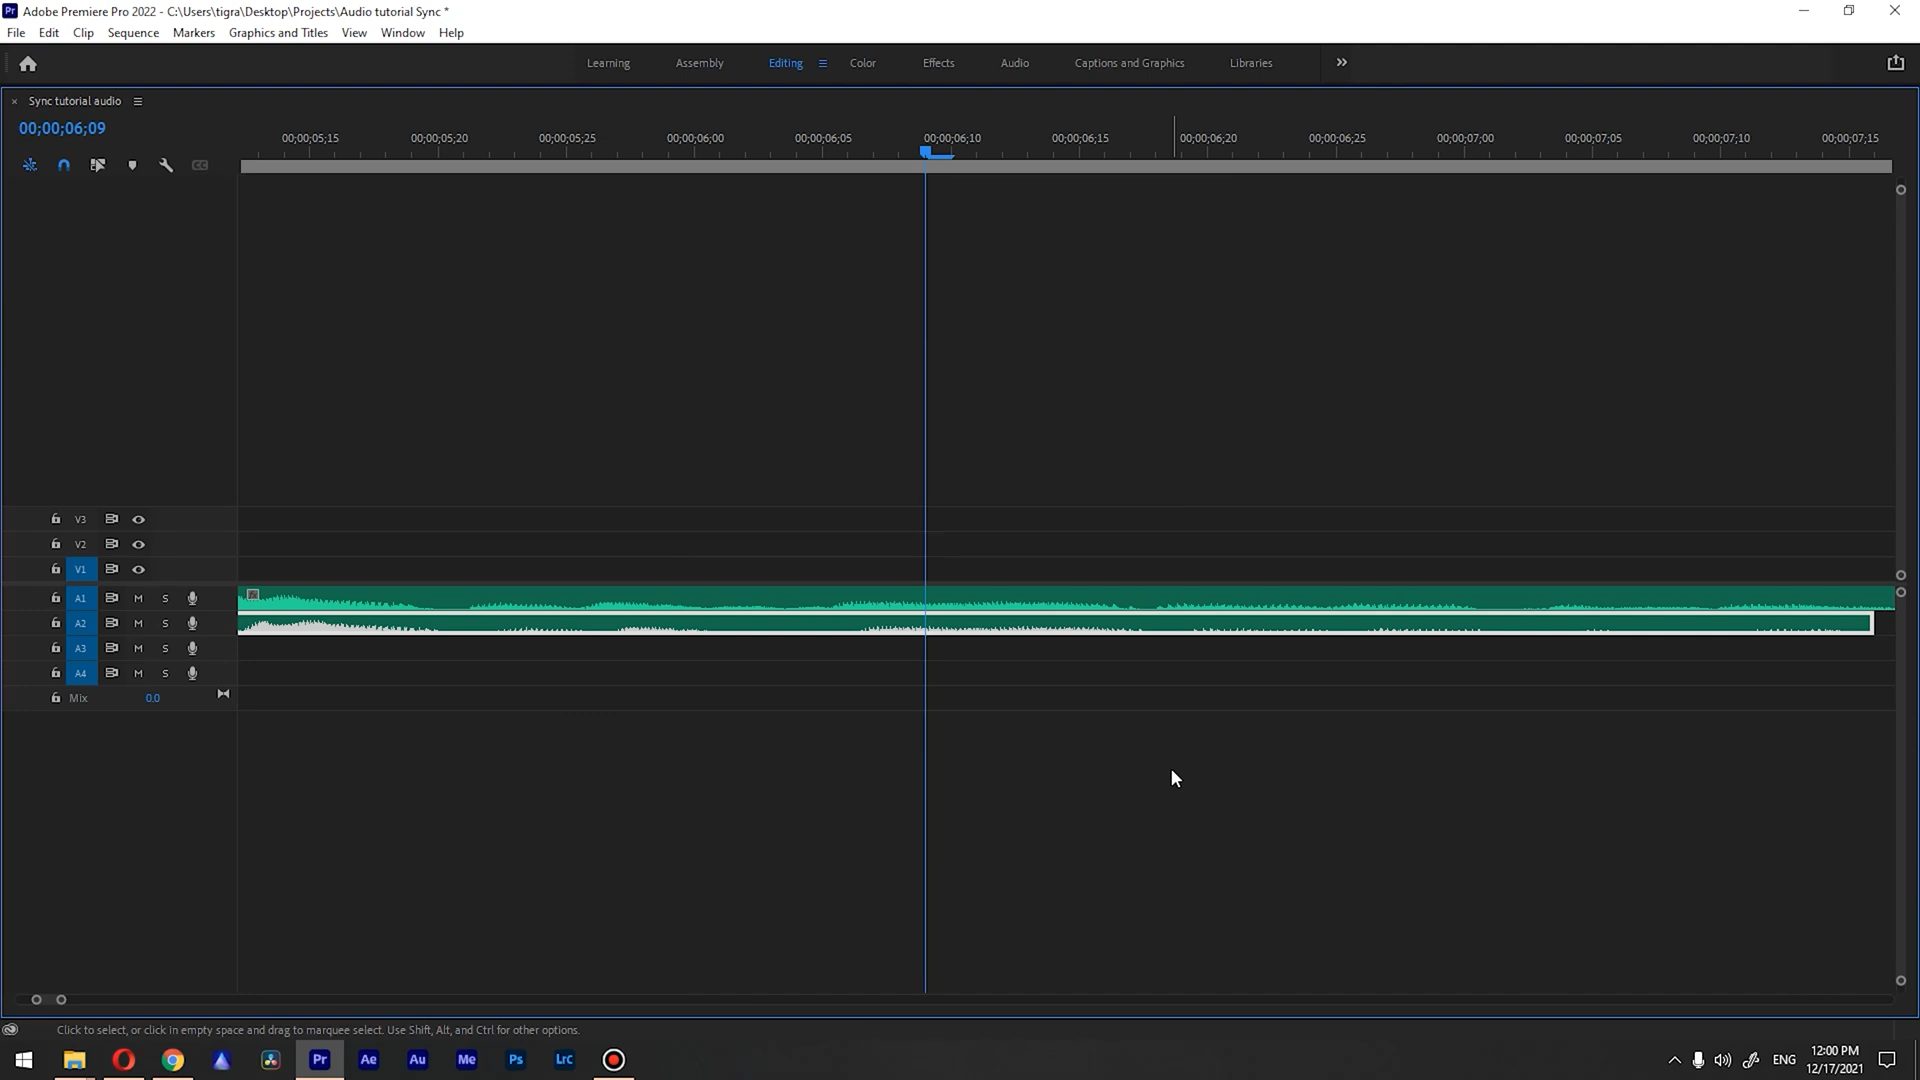 Pr Adobe Premiere Pro 2022 - C:\Users\tigra\Desktop\Projects\Audio tutorial Sync *
File Edit Clip Sequence Markers Graphics and Titles View Window Help
Learning Assembly Editing Color Effects Audio Captions and Graphics Libraries
Sync tutorial audio
00;00;06;09
00;00;05;15 00;00;05;20 00;00;05;25 00;00;06;00 00;00;06;05 00;00;06;10 00;00;06;15 00;00;06;20 00;00;06;25 00;00;07;00 00;00;07;05 00;00;07;10 00;00;07;15
V3
V2
V1
A1 M S
A2 M S
A3 M S
A4 M S
Mix 0.0
Click to select, or click in empty space and drag to marquee select. Use Shift, Alt, and Ctrl for other options.
Pr Ae Au Me Ps Lrc ENG 12:00 PM
12/17/2021